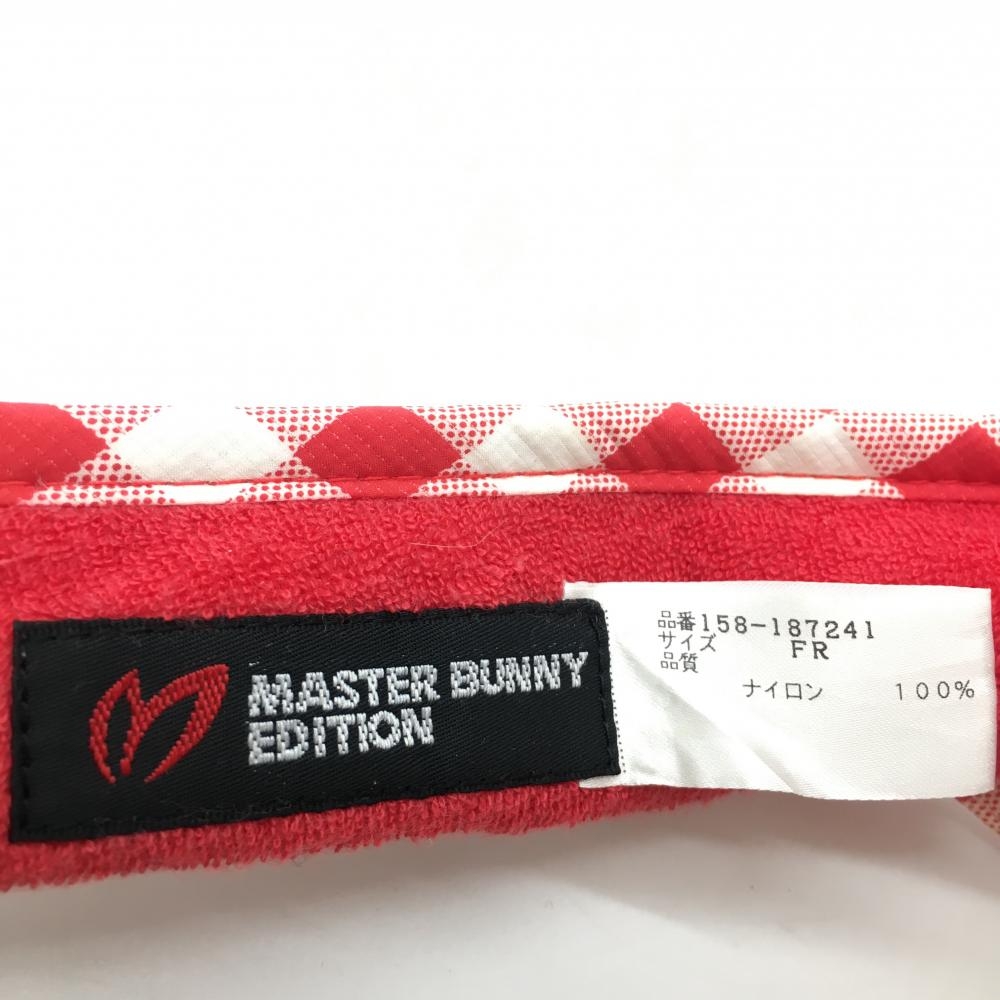 MASTER BUNNY
EDITION
品番158-187241
サイズ FR
品質
ナイロン 100%